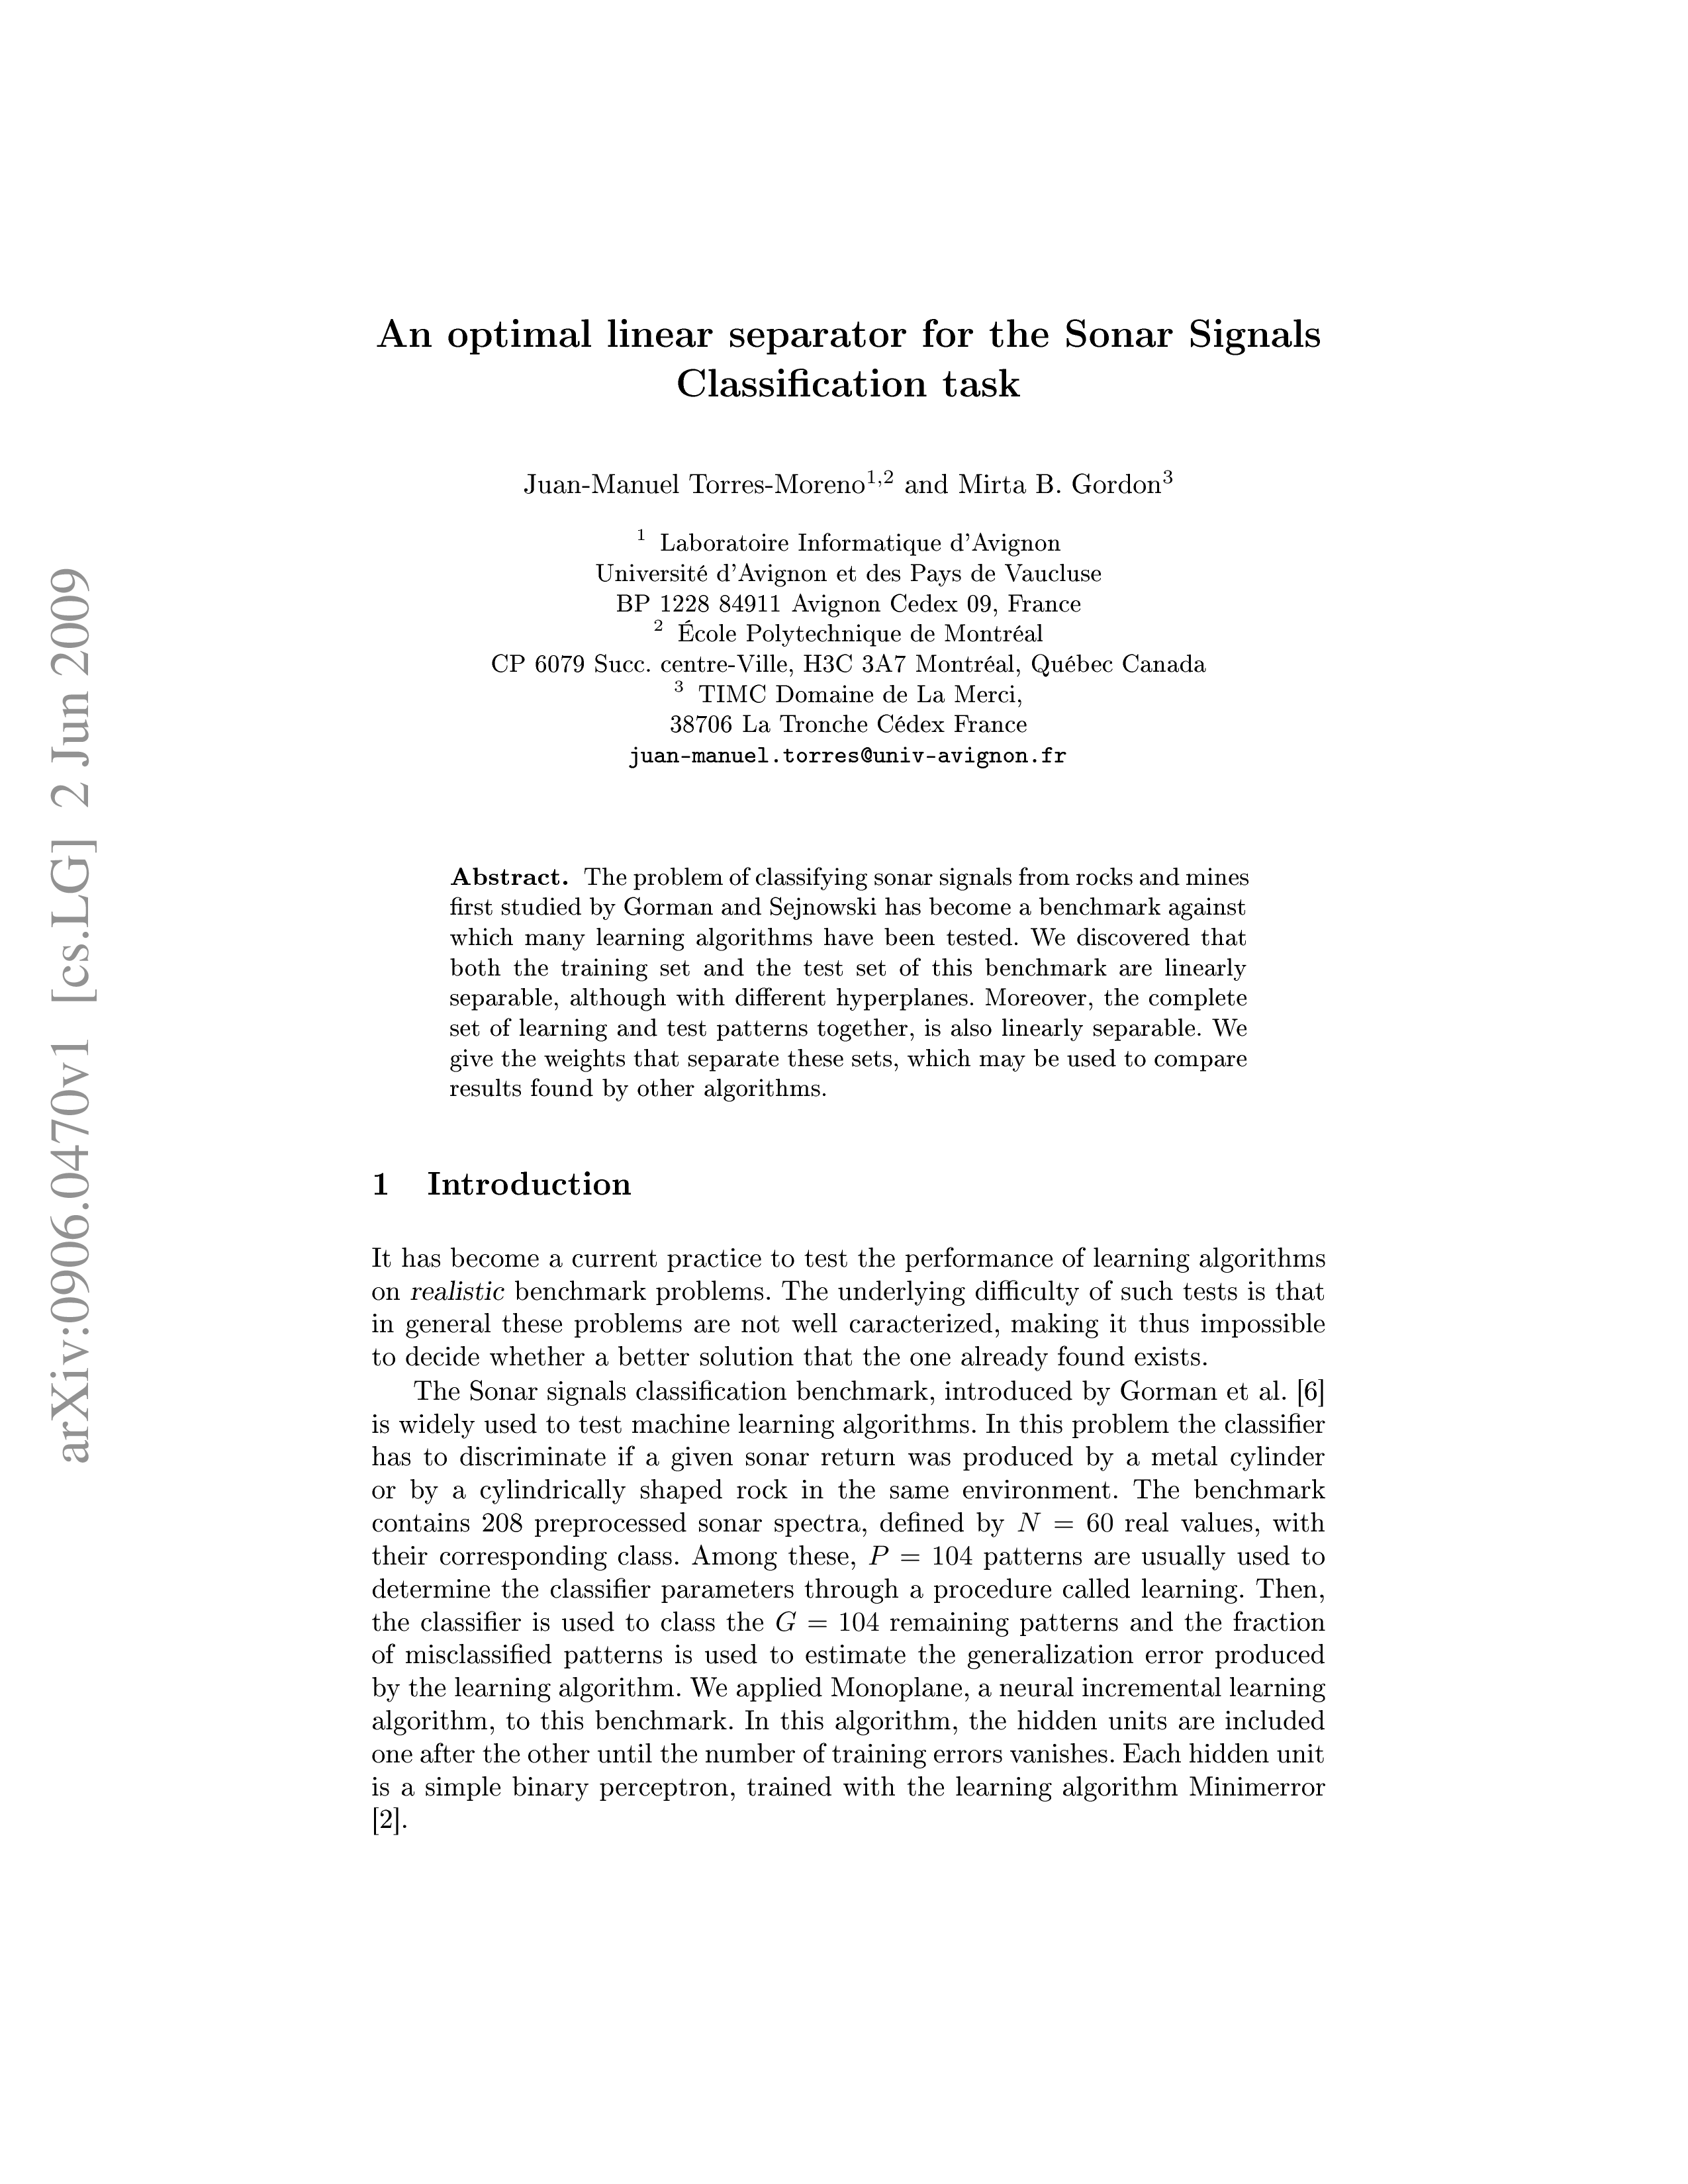 An optimal linear separator for the Sonar Signals
Classification task
Juan-Manuel Torres-Moreno1,2 and Mirta B. Gordon3
1 Laboratoire Informatique d'Avignon
Université d'Avignon et des Pays de Vaucluse
BP 1228 84911 Avignon Cedex 09, France
2 École Polytechnique de Montréal
CP 6079 Succ. centre-Ville, H3C 3A7 Montréal, Québec Canada
3 TIMC Domaine de La Merci,
38706 La Tronche Cédex France
juan-manuel.torres@univ-avignon.fr
Abstract. The problem of classifying sonar signals from rocks and mines
first studied by Gorman and Sejnowski has become a benchmark against
which many learning algorithms have been tested. We discovered that
both the training set and the test set of this benchmark are linearly
separable, although with different hyperplanes. Moreover, the complete
set of learning and test patterns together, is also linearly separable. We
give the weights that separate these sets, which may be used to compare
results found by other algorithms.
1 Introduction
It has become a current practice to test the performance of learning algorithms
on realistic benchmark problems. The underlying difficulty of such tests is that
in general these problems are not well caracterized, making it thus impossible
to decide whether a better solution that the one already found exists.
The Sonar signals classification benchmark, introduced by Gorman et al. [6]
is widely used to test machine learning algorithms. In this problem the classifier
has to discriminate if a given sonar return was produced by a metal cylinder
or by a cylindrically shaped rock in the same environment. The benchmark
contains 208 preprocessed sonar spectra, defined by N = 60 real values, with
their corresponding class. Among these, P = 104 patterns are usually used to
determine the classifier parameters through a procedure called learning. Then,
the classifier is used to class the G = 104 remaining patterns and the fraction
of misclassified patterns is used to estimate the generalization error produced
by the learning algorithm. We applied Monoplane, a neural incremental learning
algorithm, to this benchmark. In this algorithm, the hidden units are included
one after the other until the number of training errors vanishes. Each hidden unit
is a simple binary perceptron, trained with the learning algorithm Minimerror
[2].
arXiv:0906.0470v1 [cs.LG] 2 Jun 2009